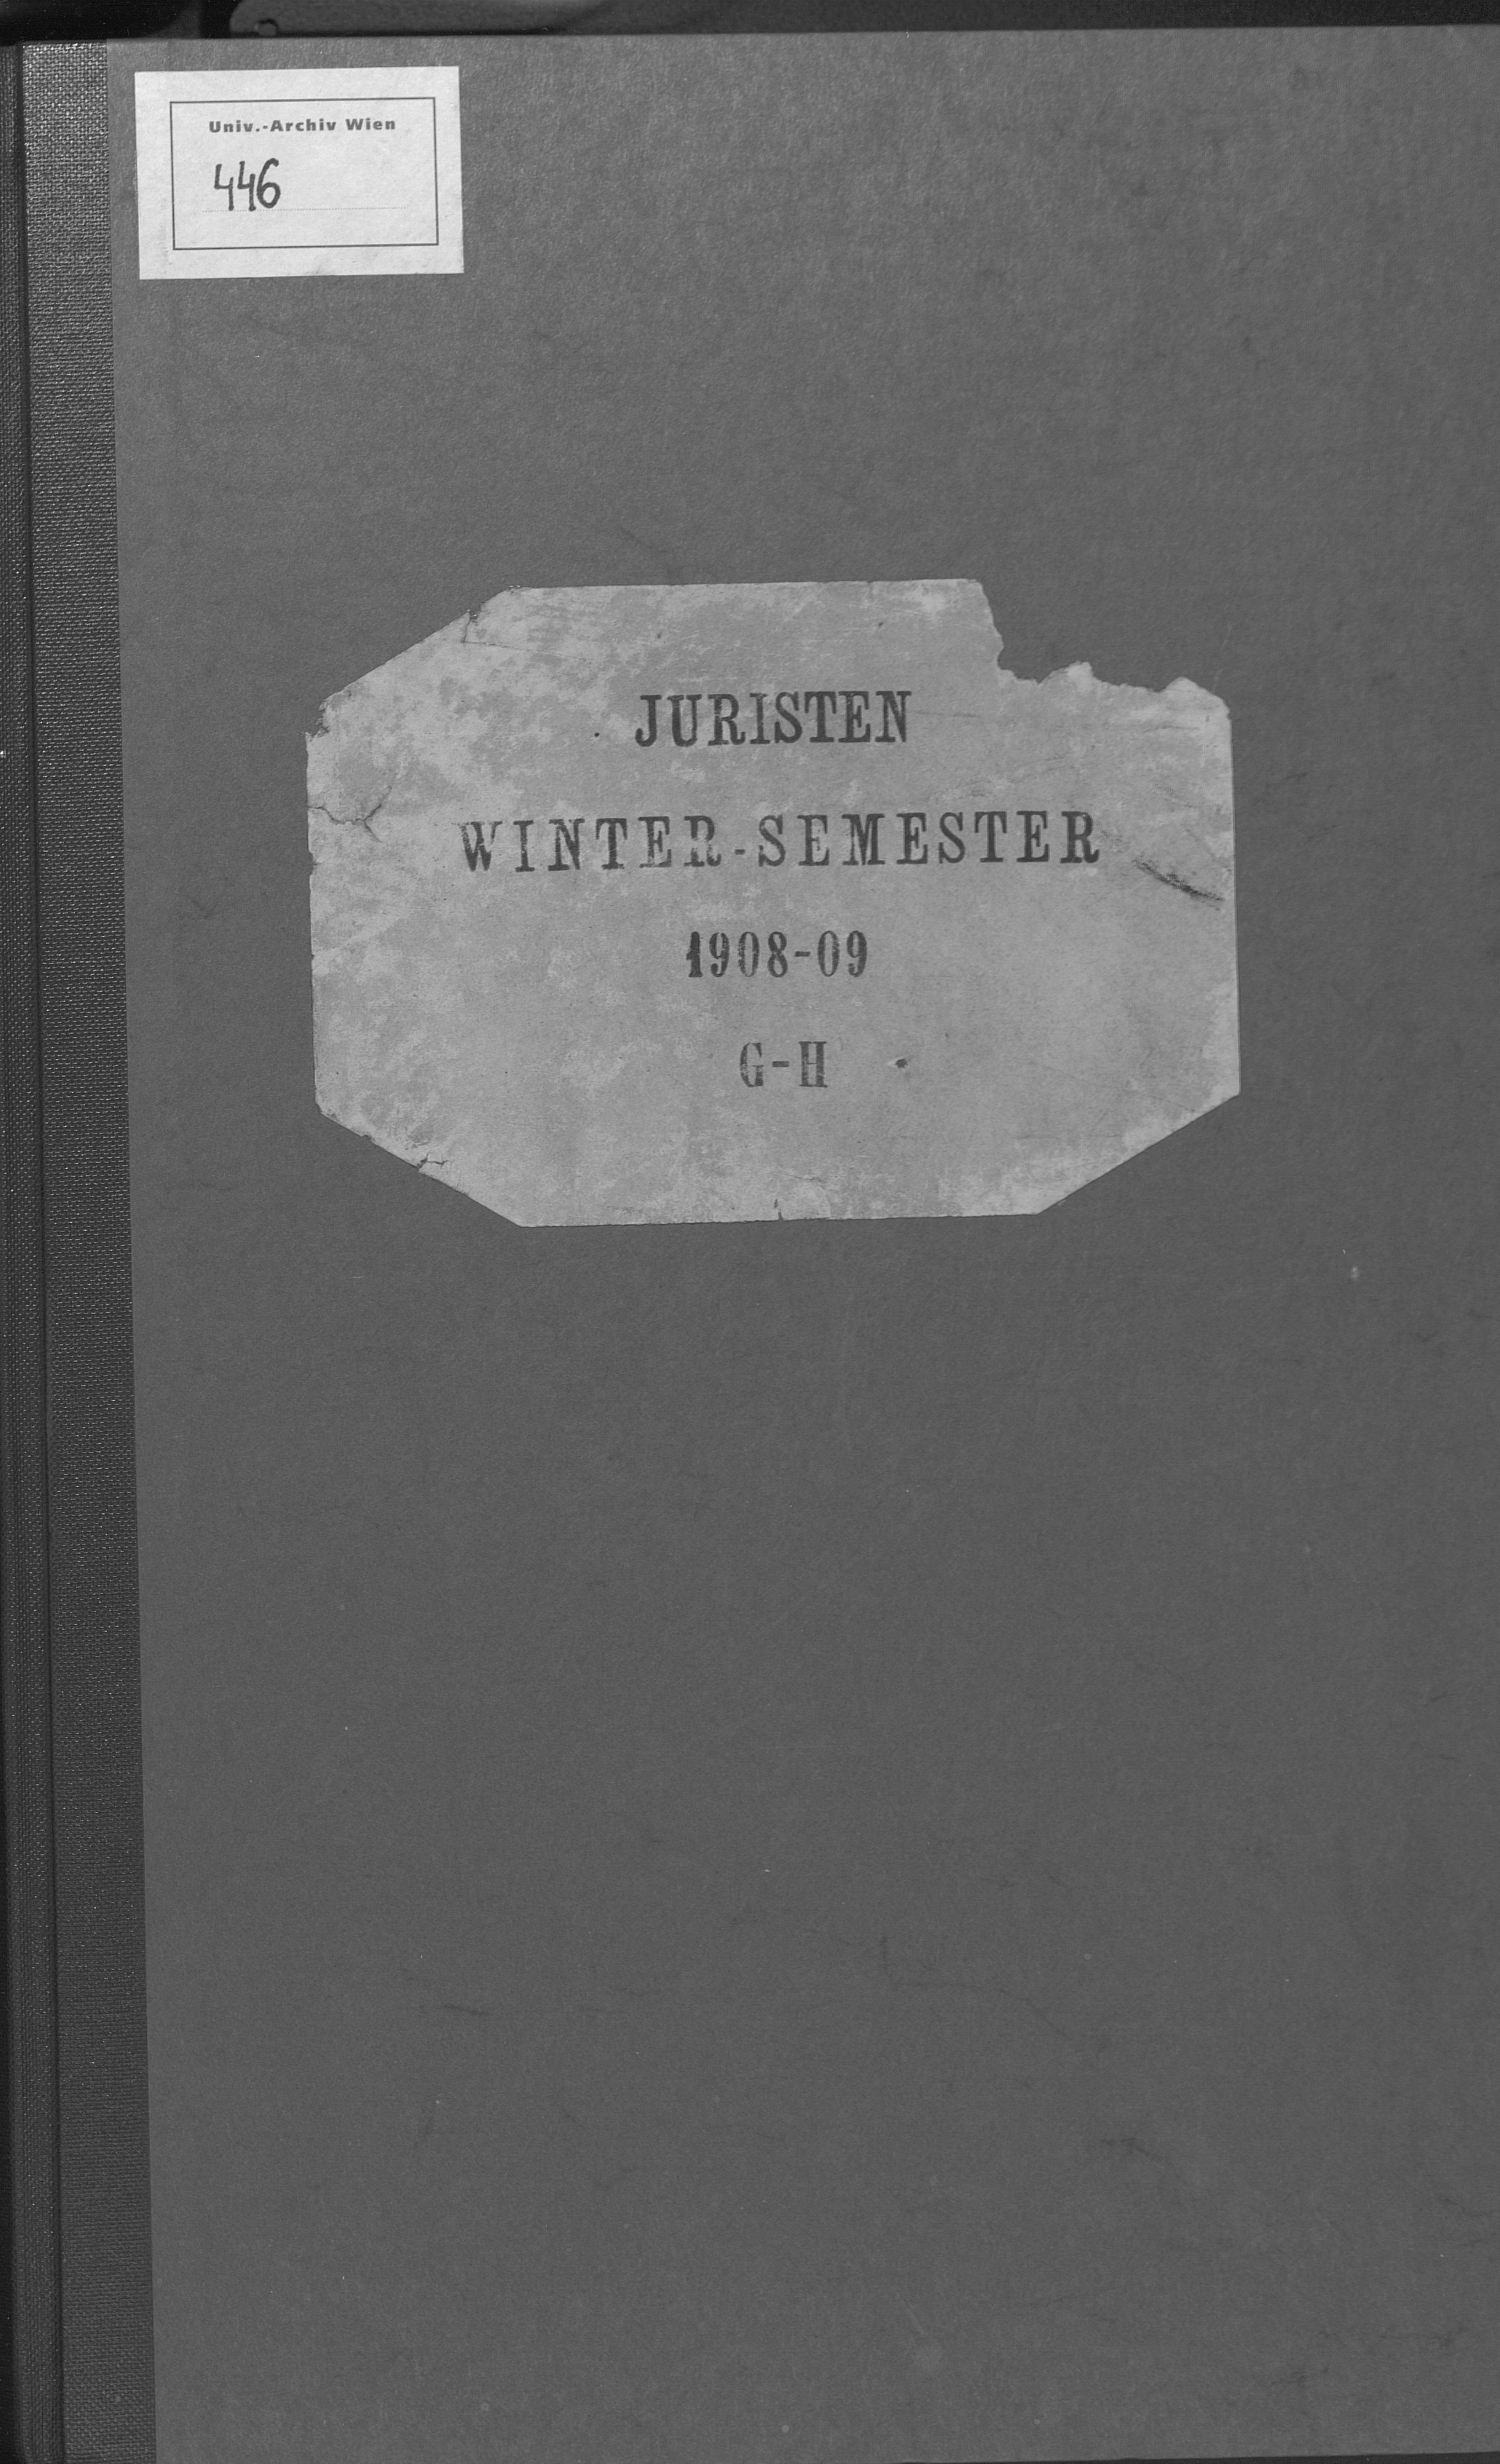 Univ.-Archiv Wien
446
JURISTEN
WINTER-SEMESTER
1908-09
G-H